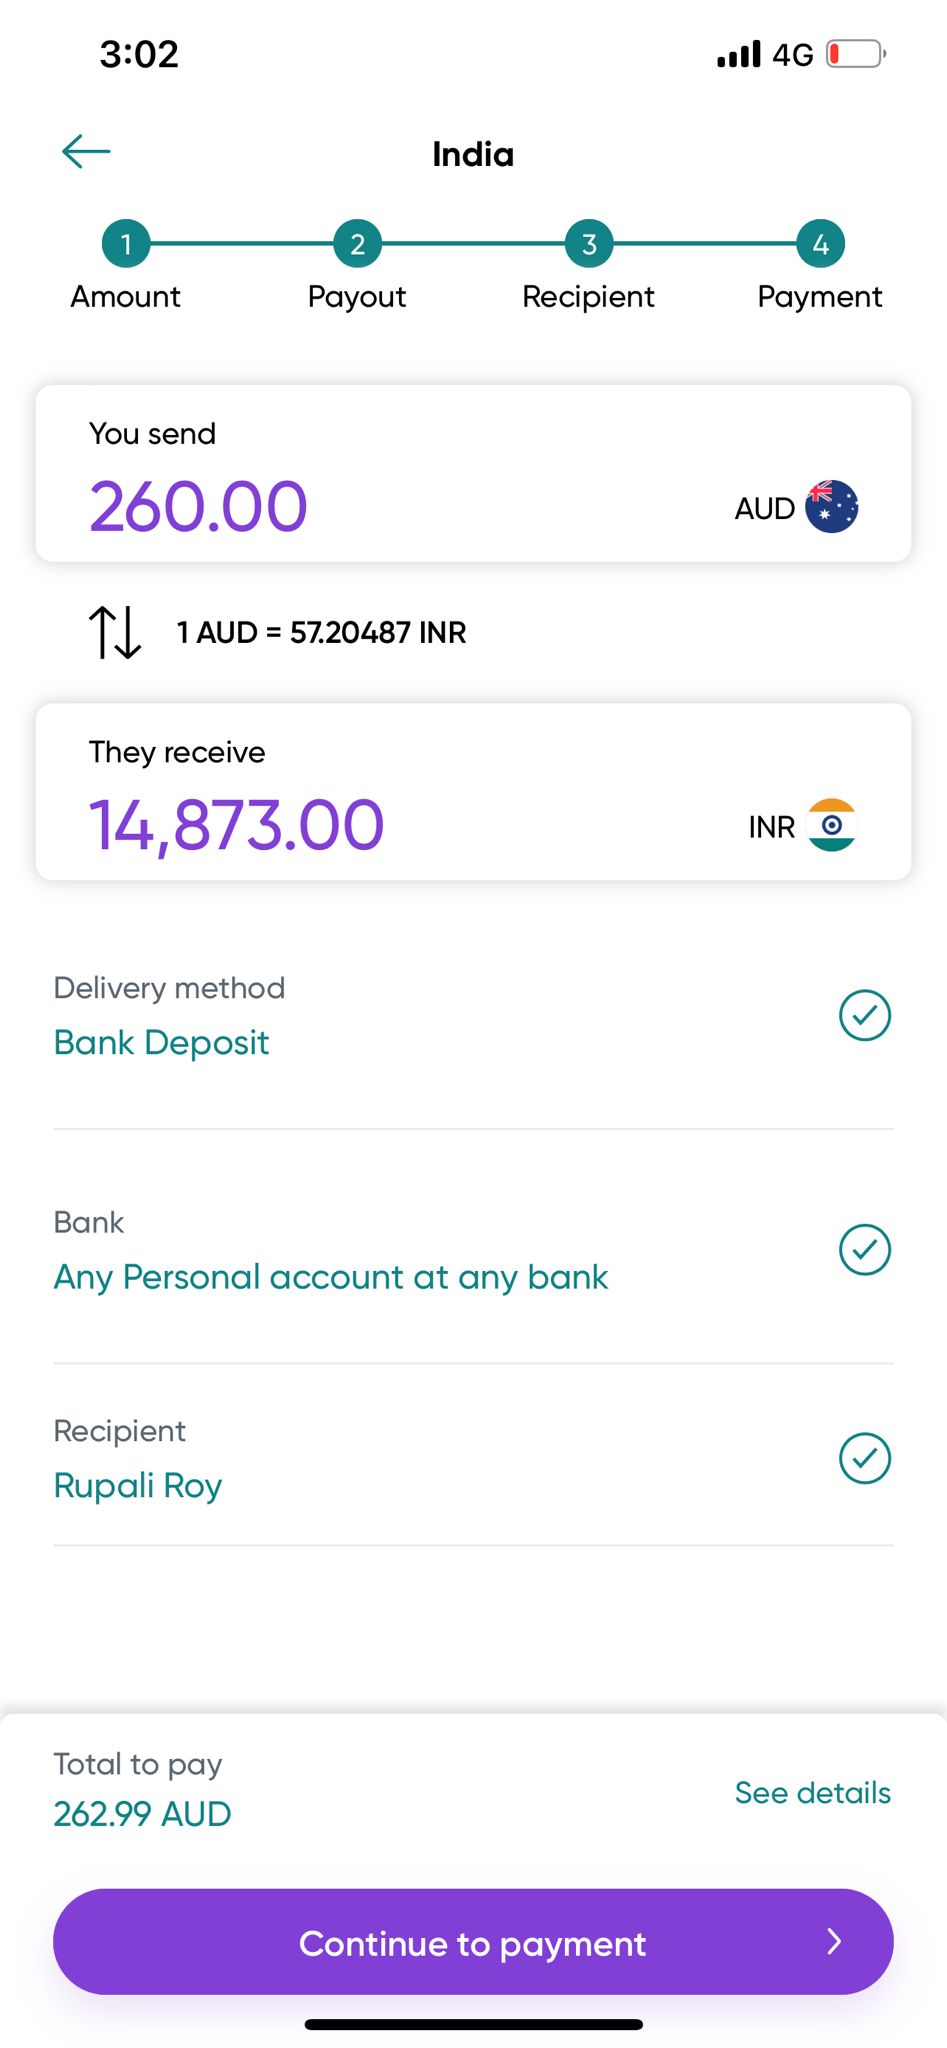 3:02
4G
India
1
2
3
4
Amount
Payout
Recipient
Payment
You send
260.00
AUD
1 AUD = 57.20487 INR
They receive
14,873.00
INR
Delivery method
Bank Deposit
Bank
Any Personal account at any bank
Recipient
Rupali Roy
Total to pay
262.99 AUD
See details
Continue to payment